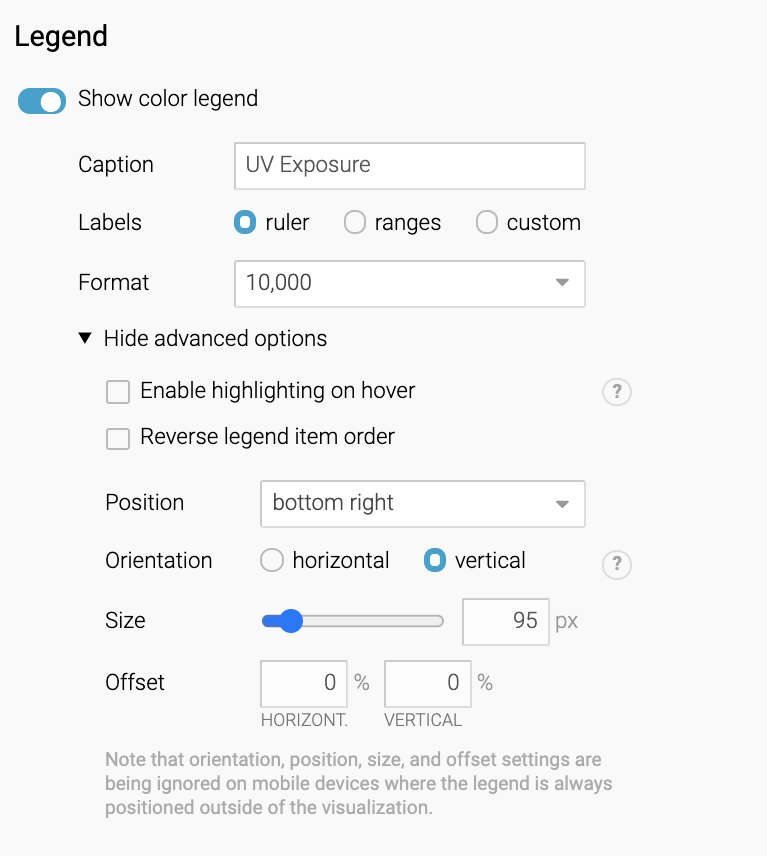 Legend
Show color legend
Caption UV Exposure
Labels ruler ranges custom
Format 10,000
▼ Hide advanced options
Enable highlighting on hover ?
Reverse legend item order
Position bottom right
Orientation horizontal vertical ?
Size 95 px
Offset 0 % 0 %
HORIZONT. VERTICAL
Note that orientation, position, size, and offset settings are
being ignored on mobile devices where the legend is always
positioned outside of the visualization.